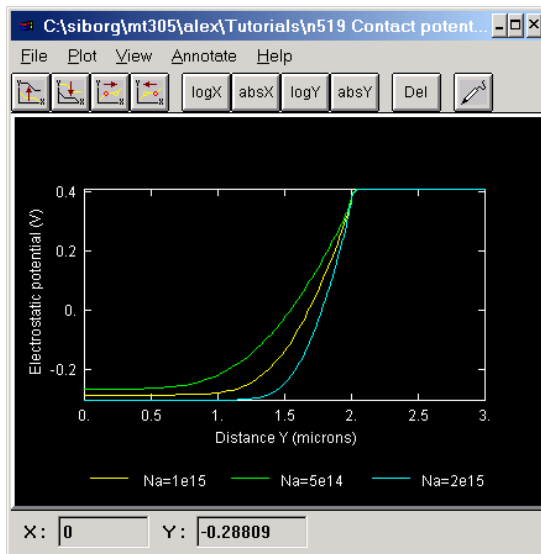 C:\siborg\mt305\alex\Tutorials\n519 Contact potent...
File Plot View Annotate Help
logX absX logY absY Del
Electrostatic potential (V)
0.4
0.2
0.
-0.2
0. 0.5 1. 1.5 2. 2.5 3.
Distance Y (microns)
Na=1e15 Na=5e14 Na=2e15
X: 0 Y: -0.28809